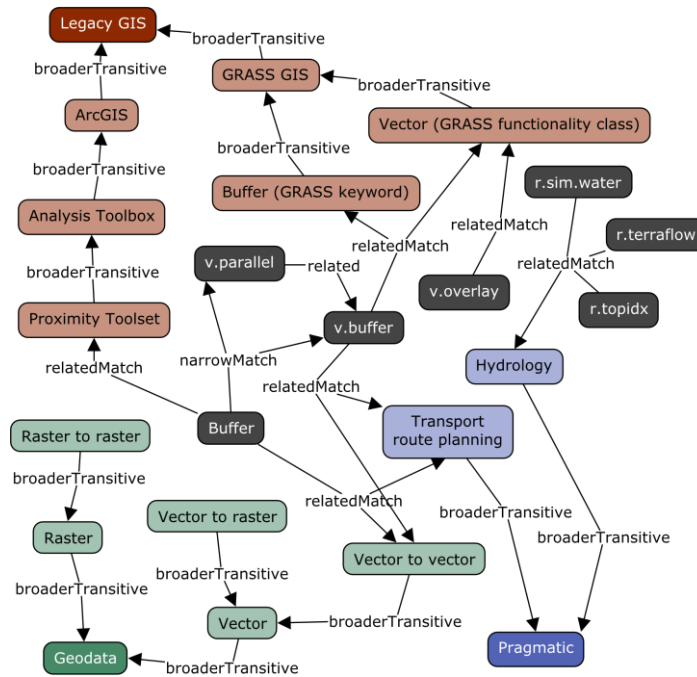 Legacy GIS
broaderTransitive
broaderTransitive
GRASS GIS
broaderTransitive
ArcGIS
Vector (GRASS functionality class)
broaderTransitive
broaderTransitive
r.sim.water
Buffer (GRASS keyword)
Analysis Toolbox
relatedMatch
r.terraflow
relatedMatch
v.parallel
related
relatedMatch
broaderTransitive
v.overlay
r.topidx
Proximity Toolset
v.buffer
narrowMatch
relatedMatch
Hydrology
relatedMatch
Buffer
Transport
route planning
Raster to raster
broaderTransitive
relatedMatch
Vector to raster
broaderTransitive
Raster
broaderTransitive
Vector to vector
broaderTransitive
broaderTransitive
Vector
broaderTransitive
Pragmatic
Geodata
broaderTransitive